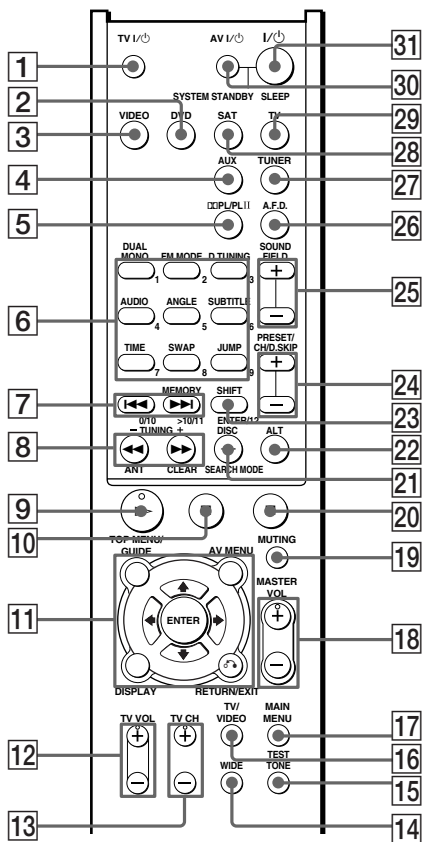 TV I/⏻ AV I/⏻ I/⏻ 31
1 30
SYSTEM STANDBY SLEEP
2
VIDEO DVD SAT TV 29
3 28
AUX TUNER
4 27
DPL/PLII A.F.D.
5 26
DUAL MONO FM MODE D.TUNING SOUND FIELD
1 2 3
+
25
6
AUDIO ANGLE SUBTITLE
4 5 6
−
TIME SWAP JUMP PRESET/ CH/D.SKIP
7 8 9
+
24
−
MEMORY SHIFT
7 23
0/10 >10/11 ENTER/12
− TUNING + DISC ALT
8 22
ANT CLEAR SEARCH MODE
21
9 10 20
TOP MENU/ GUIDE AV MENU MUTING
19
11
MASTER VOL
+
ENTER
18
−
DISPLAY RETURN/EXIT
TV VOL TV CH TV/ VIDEO MAIN MENU
+ + 17
12 16
WIDE TEST TONE
− − 15
13 14